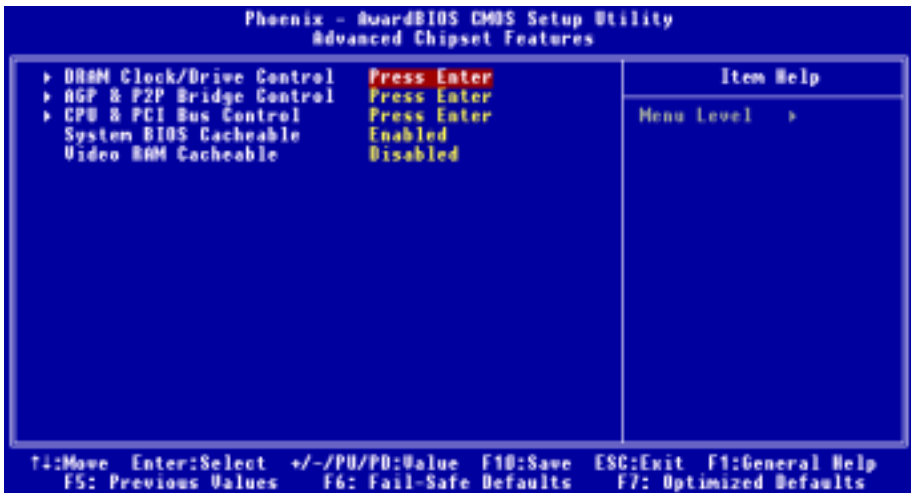 Phoenix - AwardBIOS CMOS Setup Utility
Advanced Chipset Features
DRAM Clock/Drive Control Press Enter
AGP & P2P Bridge Control Press Enter
CPU & PCI Bus Control Press Enter
System BIOS Cacheable Enabled
Video RAM Cacheable Disabled
Item Help
Menu Level
↑↓:Move Enter:Select +/-/PU/PD:Value F10:Save ESC:Exit F1:General Help
F5: Previous Values F6: Fail-Safe Defaults F7: Optimized Defaults